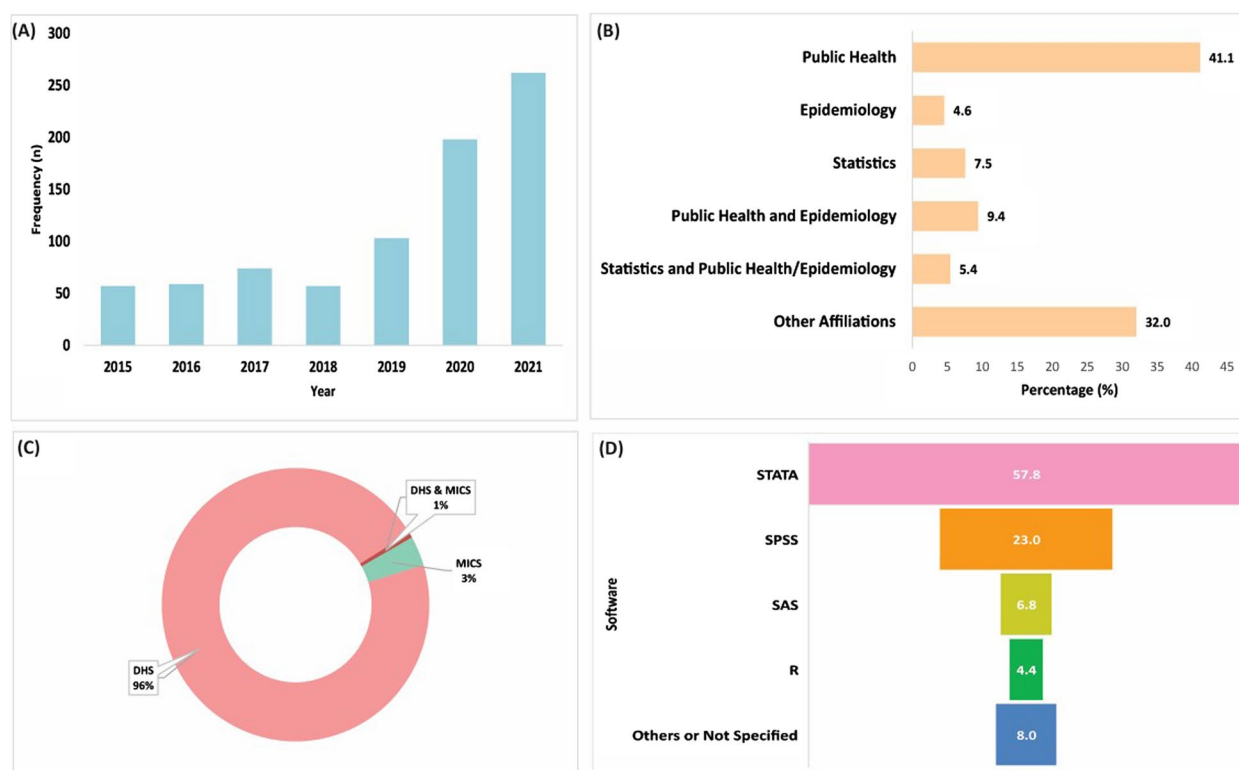 (A)
300
250
200
150
100
50
0
Frequency (n)
2015 2016 2017 2018 2019 2020 2021
Year
(B)
Public Health 41.1
Epidemiology 4.6
Statistics 7.5
Public Health and Epidemiology 9.4
Statistics and Public Health/Epidemiology 5.4
Other Affiliations 32.0
0 5 10 15 20 25 30 35 40 45
Percentage (%)
(C)
DHS & MICS
1%
MICS
3%
DHS
96%
(D)
Software
STATA 57.8
SPSS 23.0
SAS 6.8
R 4.4
Others or Not Specified 8.0